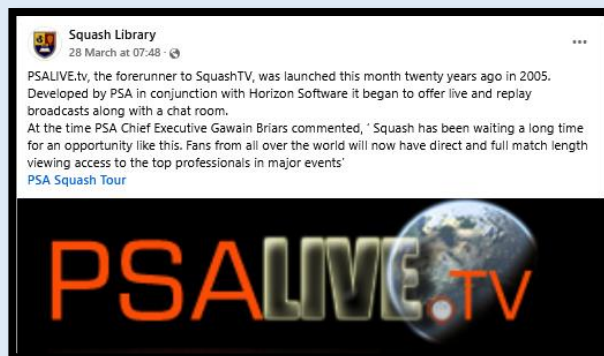 Squash Library
28 March at 07:48 ·
PSALIVE.tv, the forerunner to SquashTV, was launched this month twenty years ago in 2005.
Developed by PSA in conjunction with Horizon Software it began to offer live and replay
broadcasts along with a chat room.
At the time PSA Chief Executive Gawain Briars commented, ‘ Squash has been waiting a long time
for an opportunity like this. Fans from all over the world will now have direct and full match length
viewing access to the top professionals in major events’
PSA Squash Tour
PSALIVE.TV